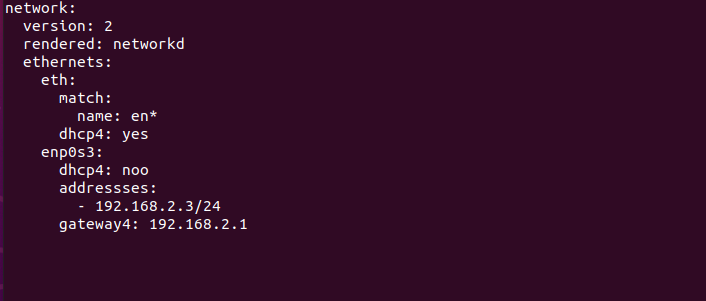 network:
  version: 2
  rendered: networkd
  ethernets:
    eth:
      match:
        name: en*
      dhcp4: yes
    enp0s3:
      dhcp4: noo
      addressses:
        - 192.168.2.3/24
      gateway4: 192.168.2.1